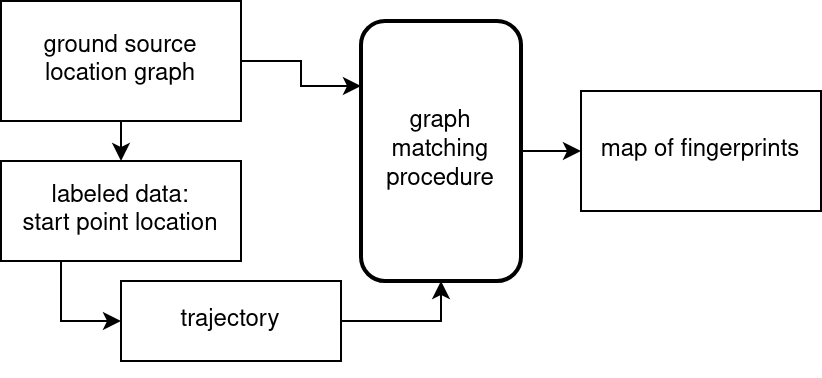 ground source
location graph
labeled data:
start point location
trajectory
graph
matching
procedure
map of fingerprints